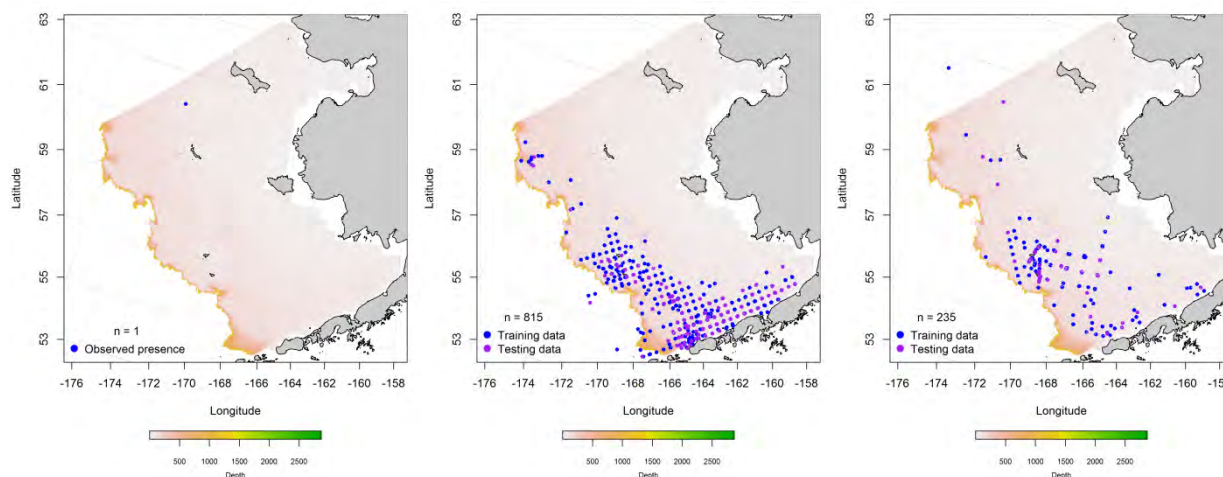 63
61
59
57
55
53
Latitude
n = 1
Observed presence
-176 -174 -172 -170 -168 -166 -164 -162 -160 -158
Longitude
500 1000 1500 2000 2500
Depth
63
61
59
57
55
53
Latitude
n = 815
Training data
Testing data
-176 -174 -172 -170 -168 -166 -164 -162 -160 -158
Longitude
500 1000 1500 2000 2500
Depth
63
61
59
57
55
53
Latitude
n = 235
Training data
Testing data
-176 -174 -172 -170 -168 -166 -164 -162 -160
Longitude
500 1000 1500 2000 2500
Depth